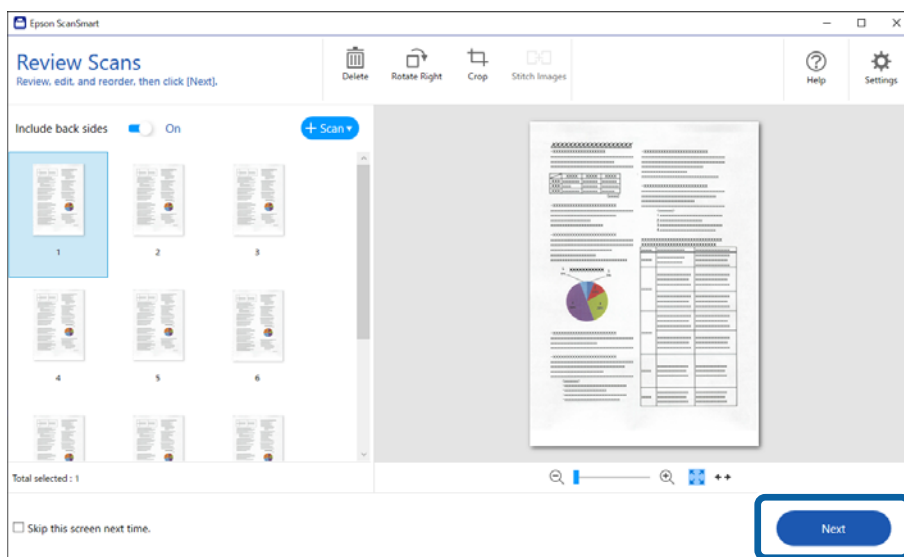 Epson ScanSmart
Review Scans
Review, edit, and reorder, then click [Next].
Delete
Rotate Right
Crop
Stitch Images
Help
Settings
Include back sides
On
+ Scan
1
2
3
4
5
6
Total selected : 1
Skip this screen next time.
Next